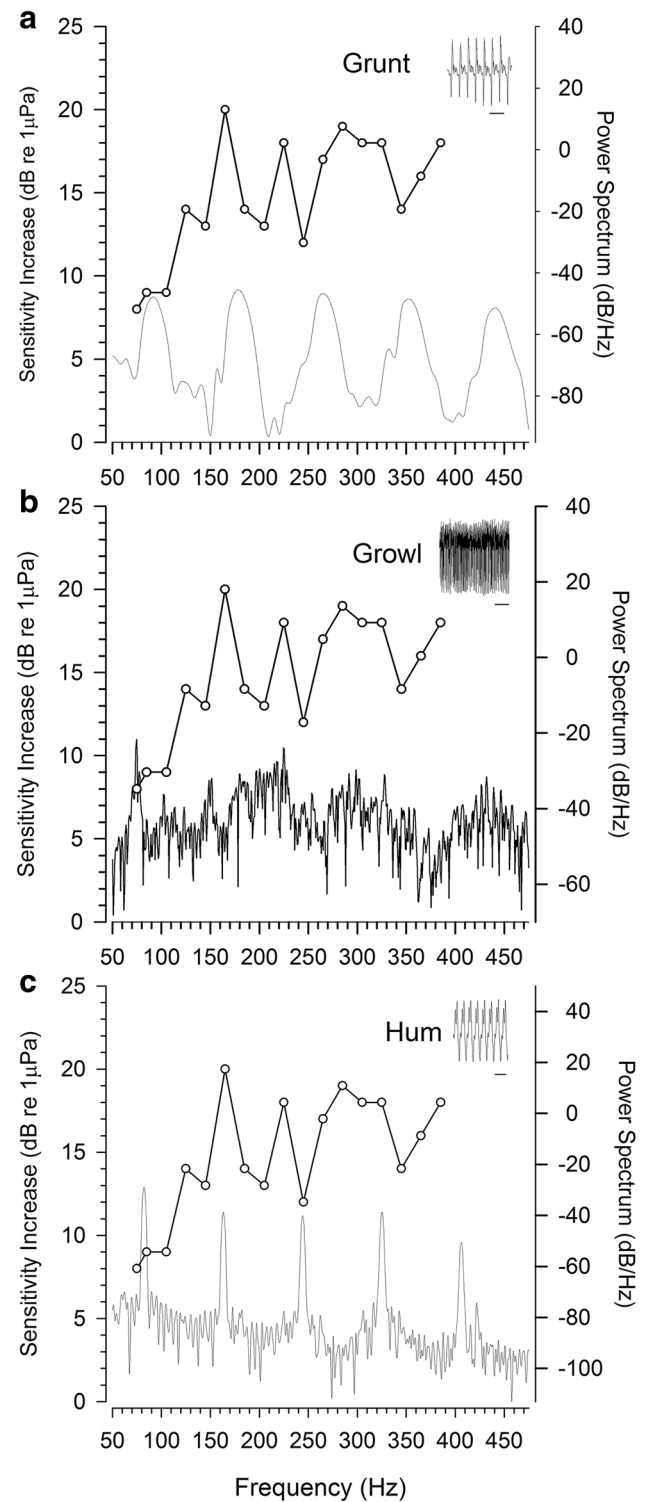 a
Grunt
25
20
15
10
5
0
Sensitivity Increase (dB re 1μPa)
40
20
0
-20
-40
-60
-80
Power Spectrum (dB/Hz)
50 100 150 200 250 300 350 400 450
b
Growl
25
20
15
10
5
0
Sensitivity Increase (dB re 1μPa)
40
20
0
-20
-40
-60
Power Spectrum (dB/Hz)
50 100 150 200 250 300 350 400 450
c
Hum
25
20
15
10
5
0
Sensitivity Increase (dB re 1μPa)
40
20
0
-20
-40
-60
-80
-100
Power Spectrum (dB/Hz)
50 100 150 200 250 300 350 400 450
Frequency (Hz)